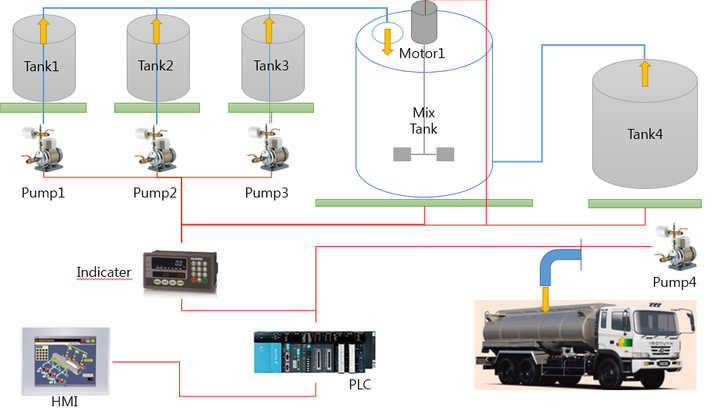 Tank1
Tank2
Tank3
Motor1
Mix
Tank
Tank4
Pump1
Pump2
Pump3
Indicater
Pump4
PLC
HMI